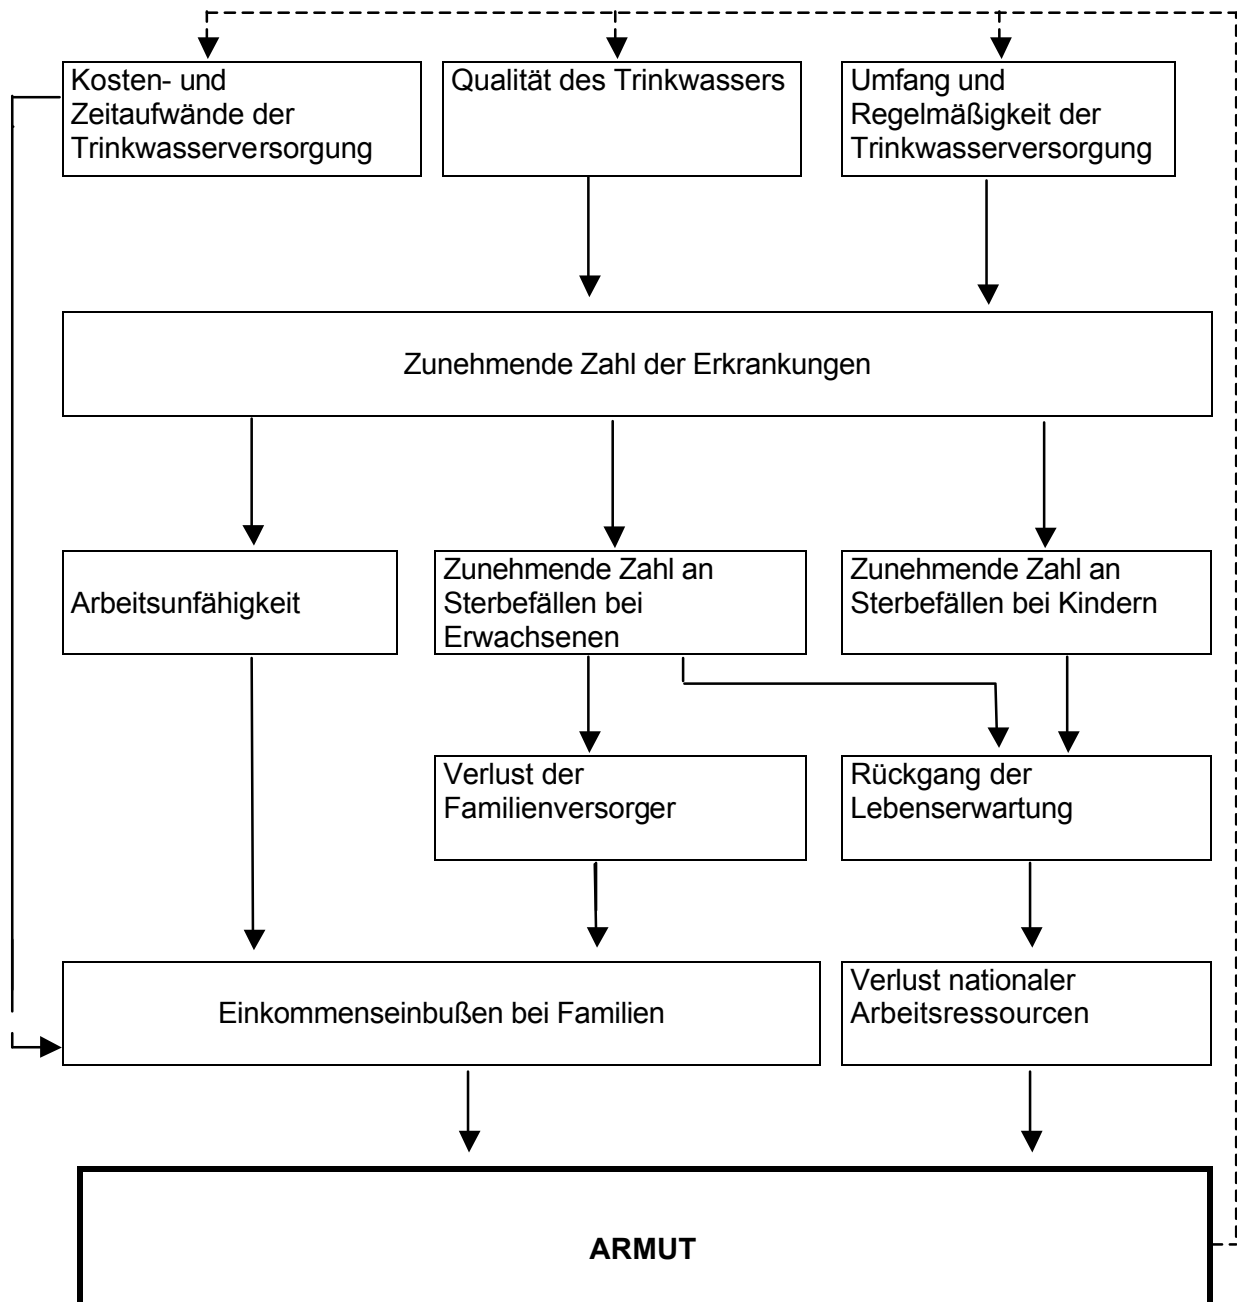 Kosten- und
Zeitaufwände der
Trinkwasserversorgung
Qualität des Trinkwassers
Umfang und
Regelmäßigkeit der
Trinkwasserversorgung
Zunehmende Zahl der Erkrankungen
Arbeitsunfähigkeit
Zunehmende Zahl an
Sterbefällen bei
Erwachsenen
Zunehmende Zahl an
Sterbefällen bei Kindern
Verlust der
Familienversorger
Rückgang der
Lebenserwartung
Einkommenseinbußen bei Familien
Verlust nationaler
Arbeitsressourcen
ARMUT